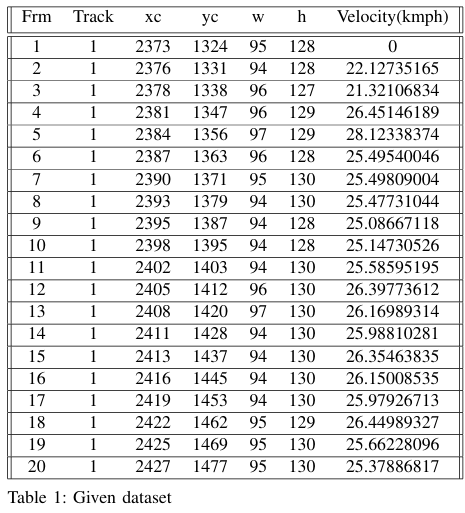 Frm Track xc yc w h Velocity(kmph)
1 1 2373 1324 95 128 0
2 1 2376 1331 94 128 22.12735165
3 1 2378 1338 96 127 21.32106834
4 1 2381 1347 96 129 26.45146189
5 1 2384 1356 97 129 28.12338374
6 1 2387 1363 96 128 25.49540046
7 1 2390 1371 95 130 25.49809004
8 1 2393 1379 94 130 25.47731044
9 1 2395 1387 94 128 25.08667118
10 1 2398 1395 94 128 25.14730526
11 1 2402 1403 94 130 25.58595195
12 1 2405 1412 96 130 26.39773612
13 1 2408 1420 97 130 26.16989314
14 1 2411 1428 94 130 25.98810281
15 1 2413 1437 94 130 26.35463835
16 1 2416 1445 94 130 26.15008535
17 1 2419 1453 94 130 25.97926713
18 1 2422 1462 95 129 26.44989327
19 1 2425 1469 95 130 25.66228096
20 1 2427 1477 95 130 25.37886817
Table 1: Given dataset